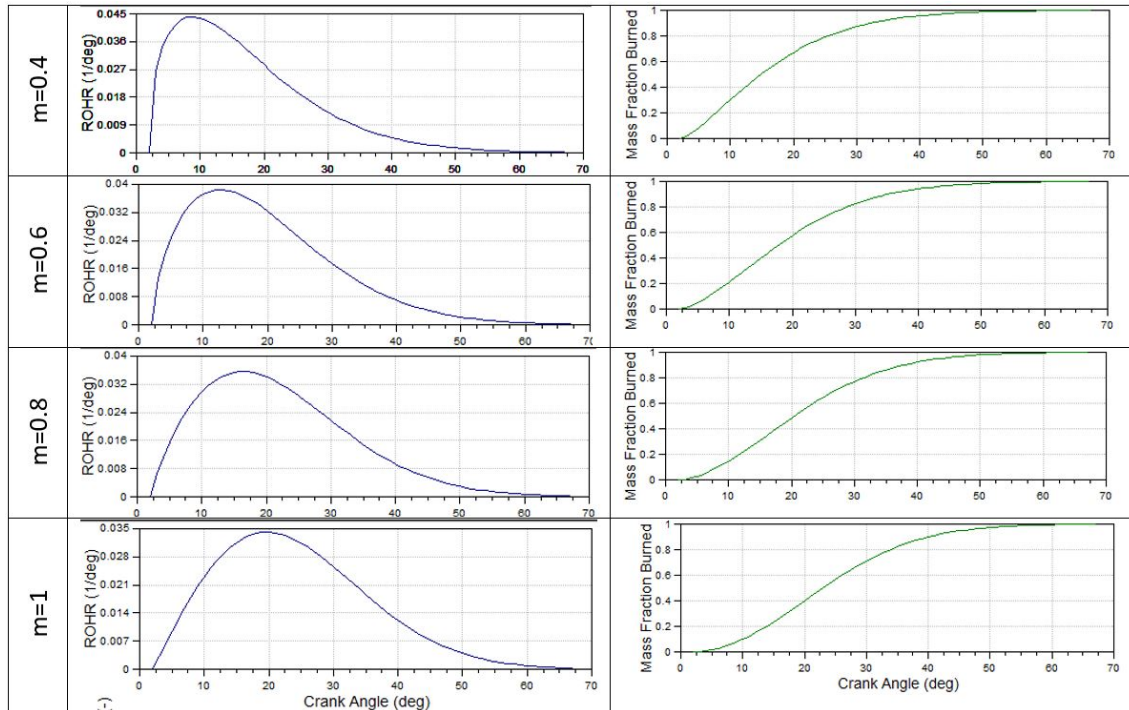 m=0.4
ROHR (1/deg)
0.045
0.036
0.027
0.018
0.009
0
0 10 20 30 40 50 60 70
Mass Fraction Burned
1
0.8
0.6
0.4
0.2
0
0 10 20 30 40 50 60 70
m=0.6
ROHR (1/deg)
0.04
0.032
0.024
0.016
0.008
0
0 10 20 30 40 50 60 70
Mass Fraction Burned
1
0.8
0.6
0.4
0.2
0
0 10 20 30 40 50 60 70
m=0.8
ROHR (1/deg)
0.04
0.032
0.024
0.016
0.008
0
0 10 20 30 40 50 60 70
Mass Fraction Burned
1
0.8
0.6
0.4
0.2
0
0 10 20 30 40 50 60 70
m=1
ROHR (1/deg)
0.035
0.028
0.021
0.014
0.007
0
0 10 20 30 40 50 60 70
Crank Angle (deg)
(-)
Mass Fraction Burned
1
0.8
0.6
0.4
0.2
0
0 10 20 30 40 50 60 70
Crank Angle (deg)